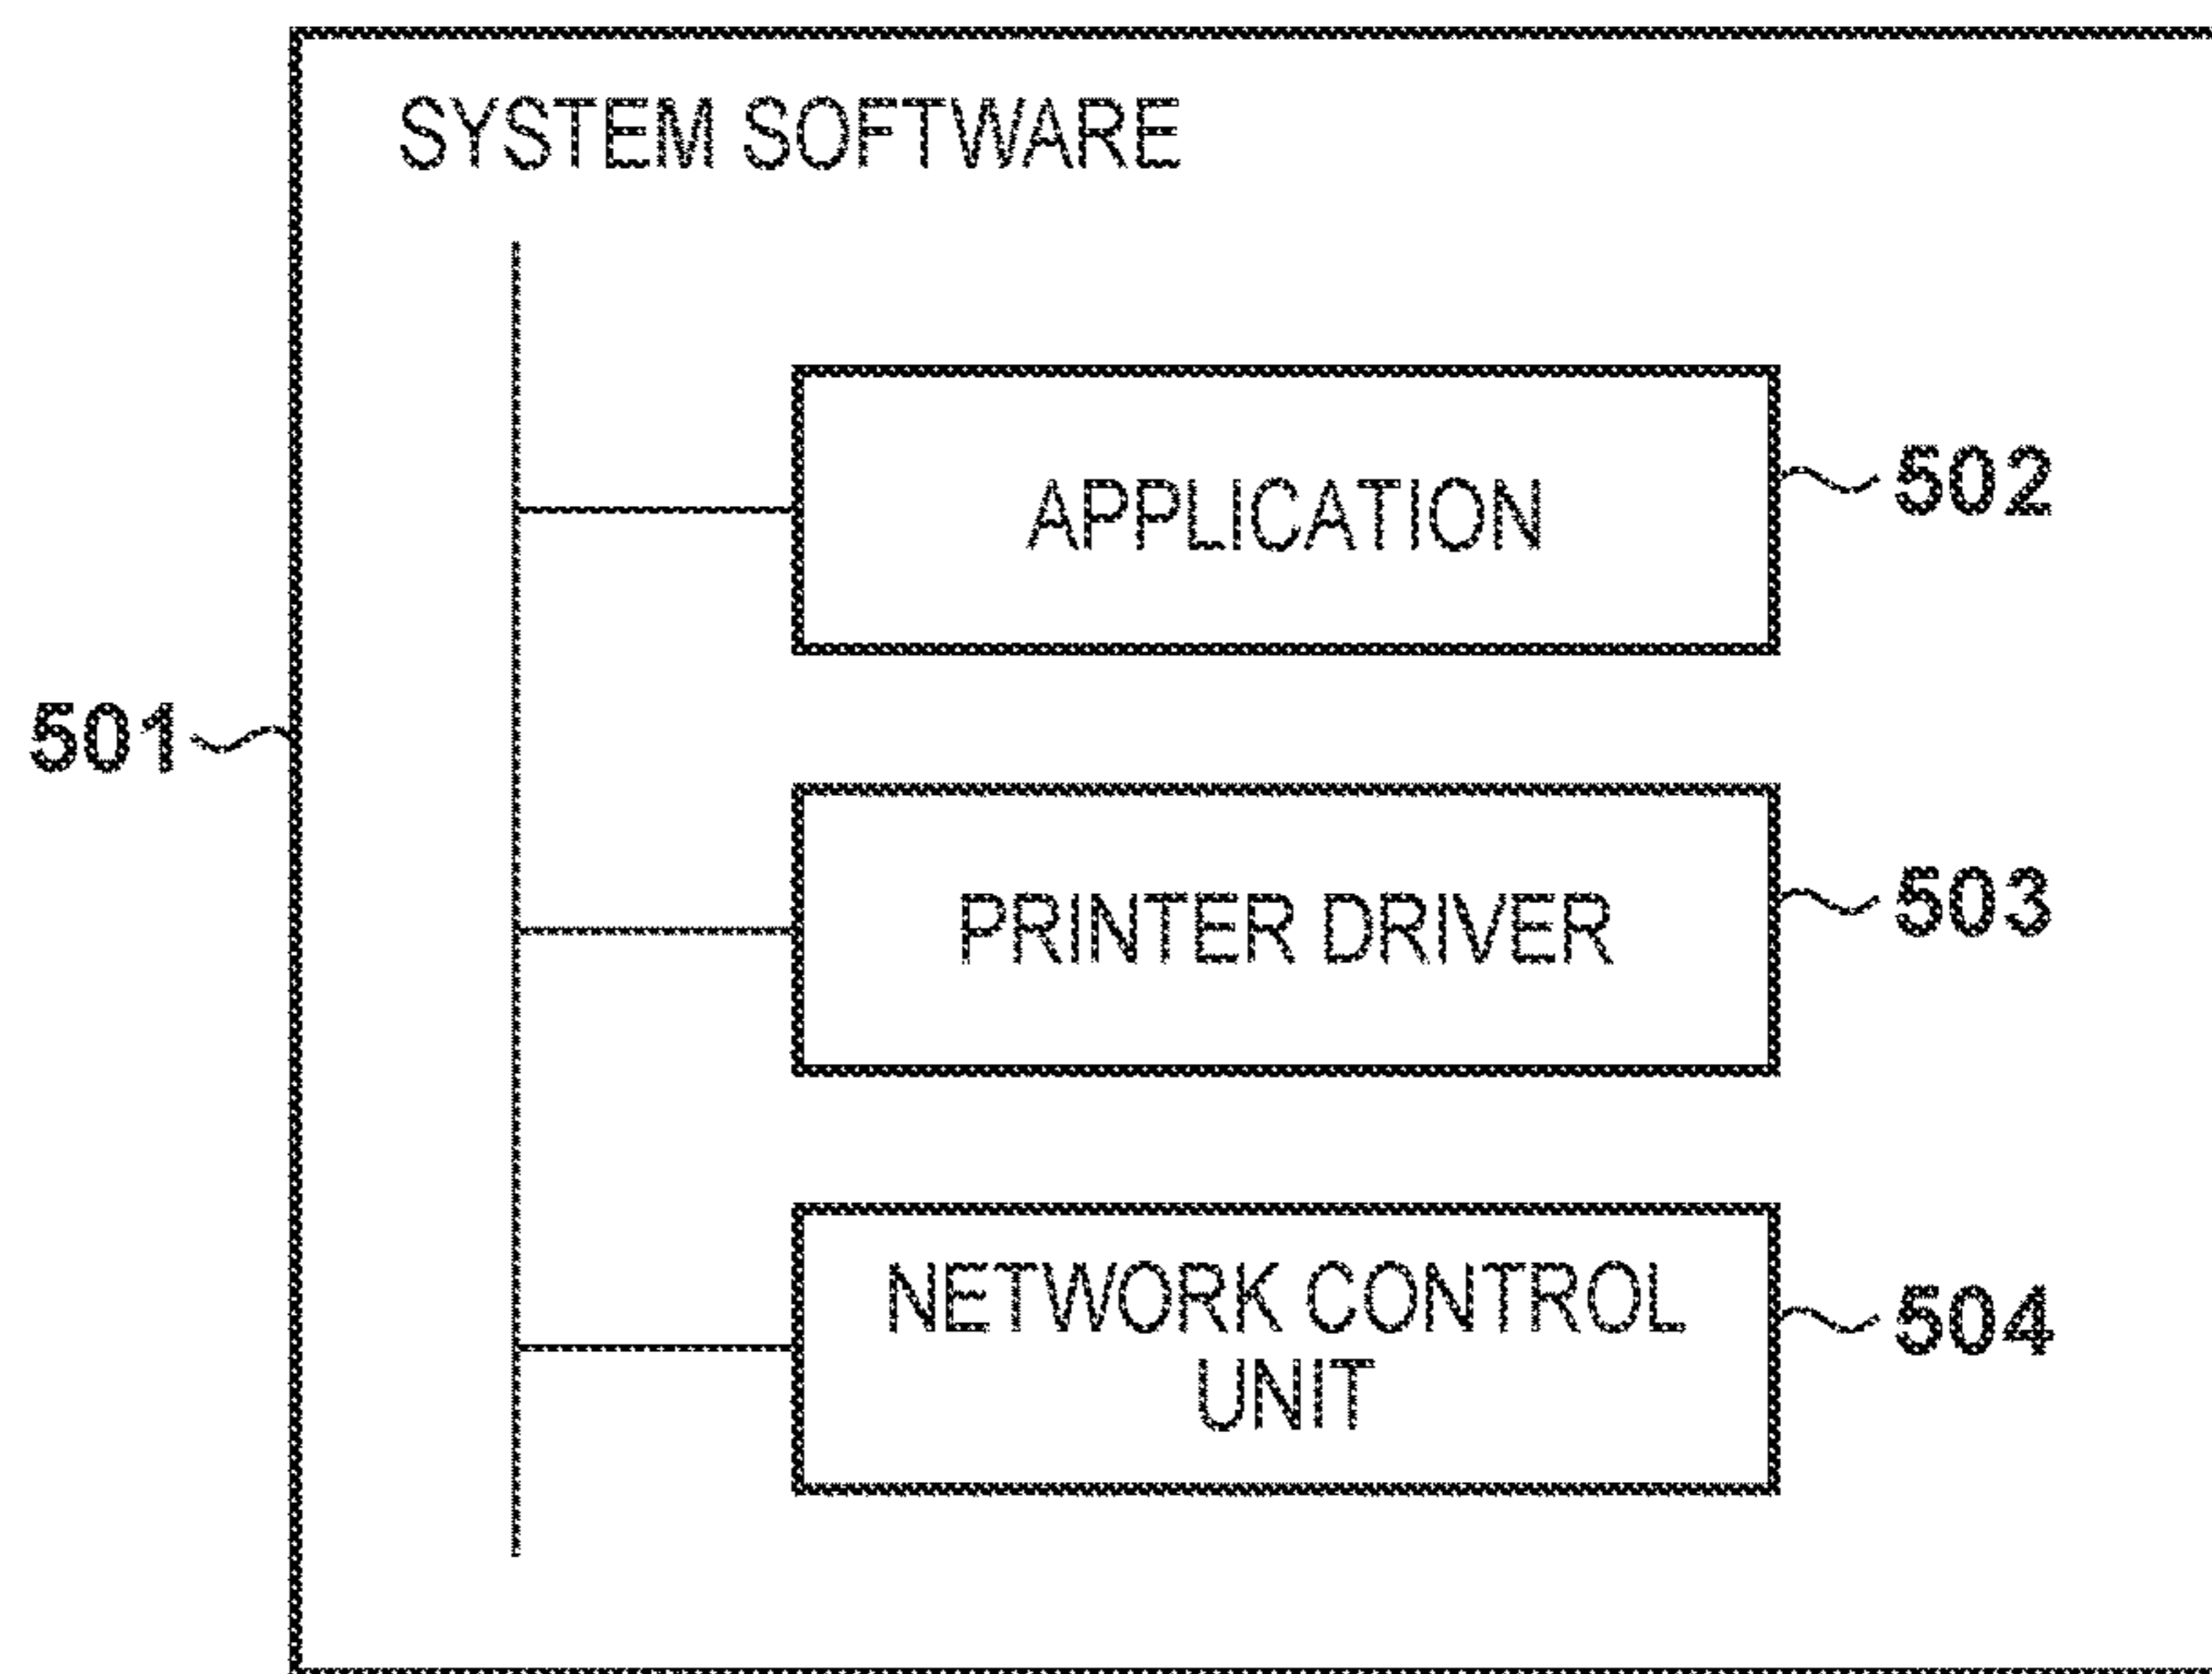 SYSTEM SOFTWARE
APPLICATION
502
501
PRINTER DRIVER
503
NETWORK CONTROL
UNIT
504